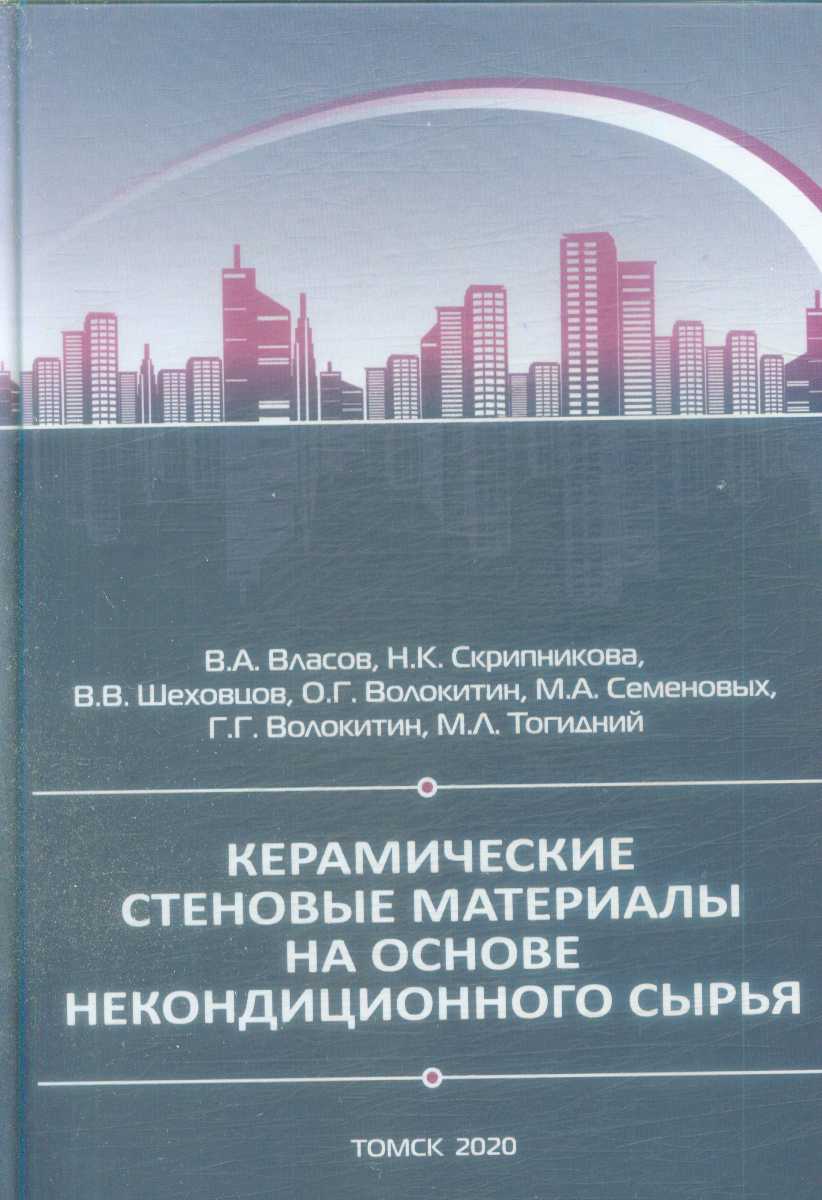 В.А. Власов, Н.К. Скрипникова,
В.В. Шеховцов, О.Г. Волокитин, М.А. Семеновых,
Г.Г. Волокитин, М.Л. Тогидний
КЕРАМИЧЕСКИЕ
СТЕНОВЫЕ МАТЕРИАЛЫ
НА ОСНОВЕ
НЕКОНДИЦИОННОГО СЫРЬЯ
ТОМСК 2020